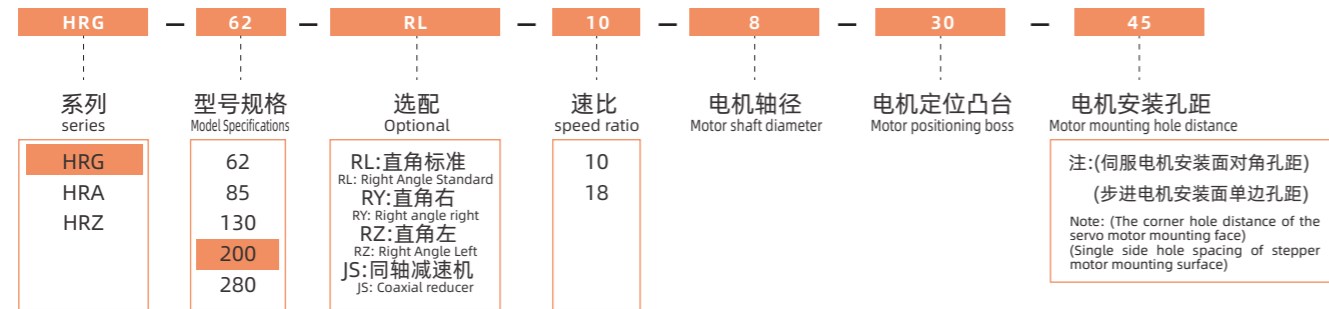 HRG — 62 — RL — 10 — 8 — 30 — 45
系列
series
HRG
HRA
HRZ
型号规格
Model Specifications
62
85
130
200
280
选配
Optional
RL:直角标准
RL: Right Angle Standard
RY:直角右
RY: Right angle right
RZ:直角左
RZ: Right Angle Left
JS:同轴减速机
JS: Coaxial reducer
速比
speed ratio
10
18
电机轴径
Motor shaft diameter
电机定位凸台
Motor positioning boss
电机安装孔距
Motor mounting hole distance
注:(伺服电机安装面对角孔距)
(步进电机安装面单边孔距)
Note: (The corner hole distance of the
servo motor mounting face)
(Single side hole spacing of stepper
motor mounting surface)